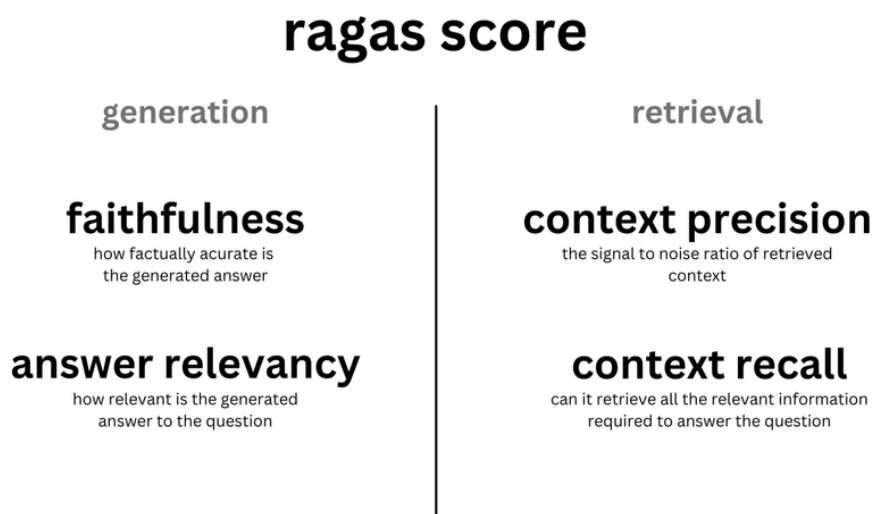 ragas score
generation
faithfulness
how factually acurate is
the generated answer
answer relevancy
how relevant is the generated
answer to the question
retrieval
context precision
the signal to noise ratio of retrieved
context
context recall
can it retrieve all the relevant information
required to answer the question